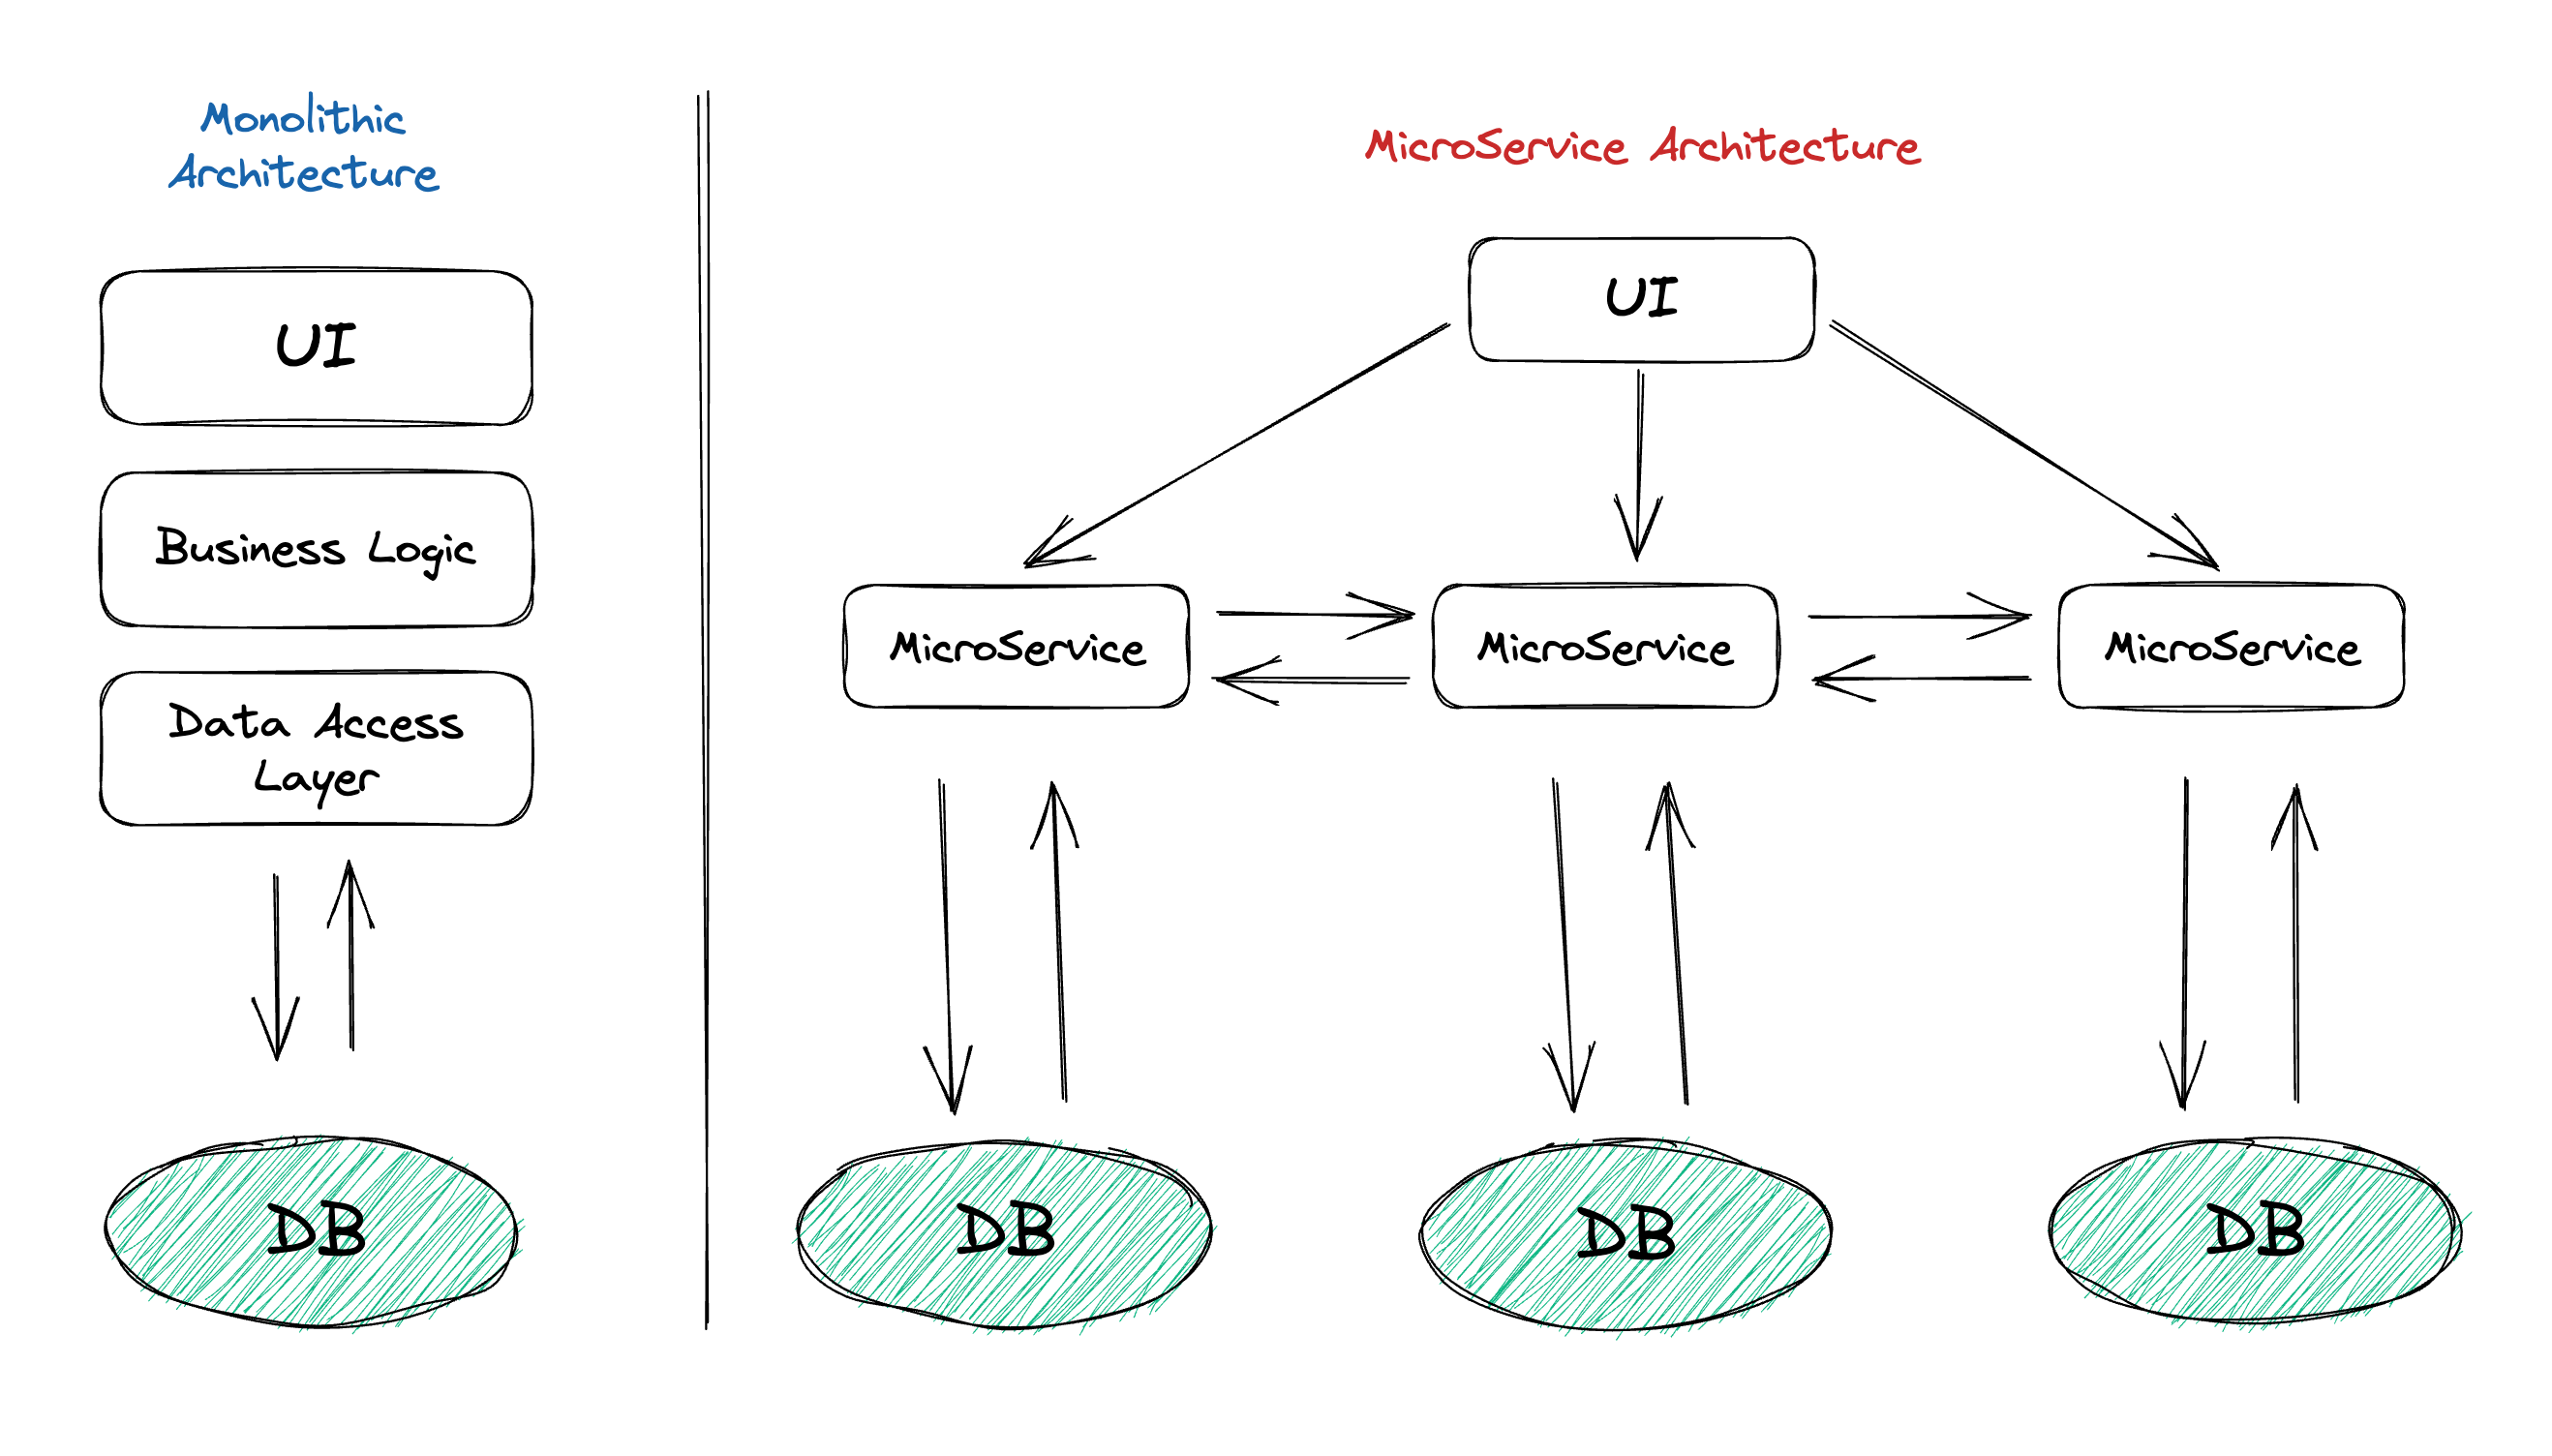 Monolithic
Architecture
UI
Business Logic
Data Access
Layer
DB
MicroService Architecture
UI
MicroService
MicroService
MicroService
DB
DB
DB